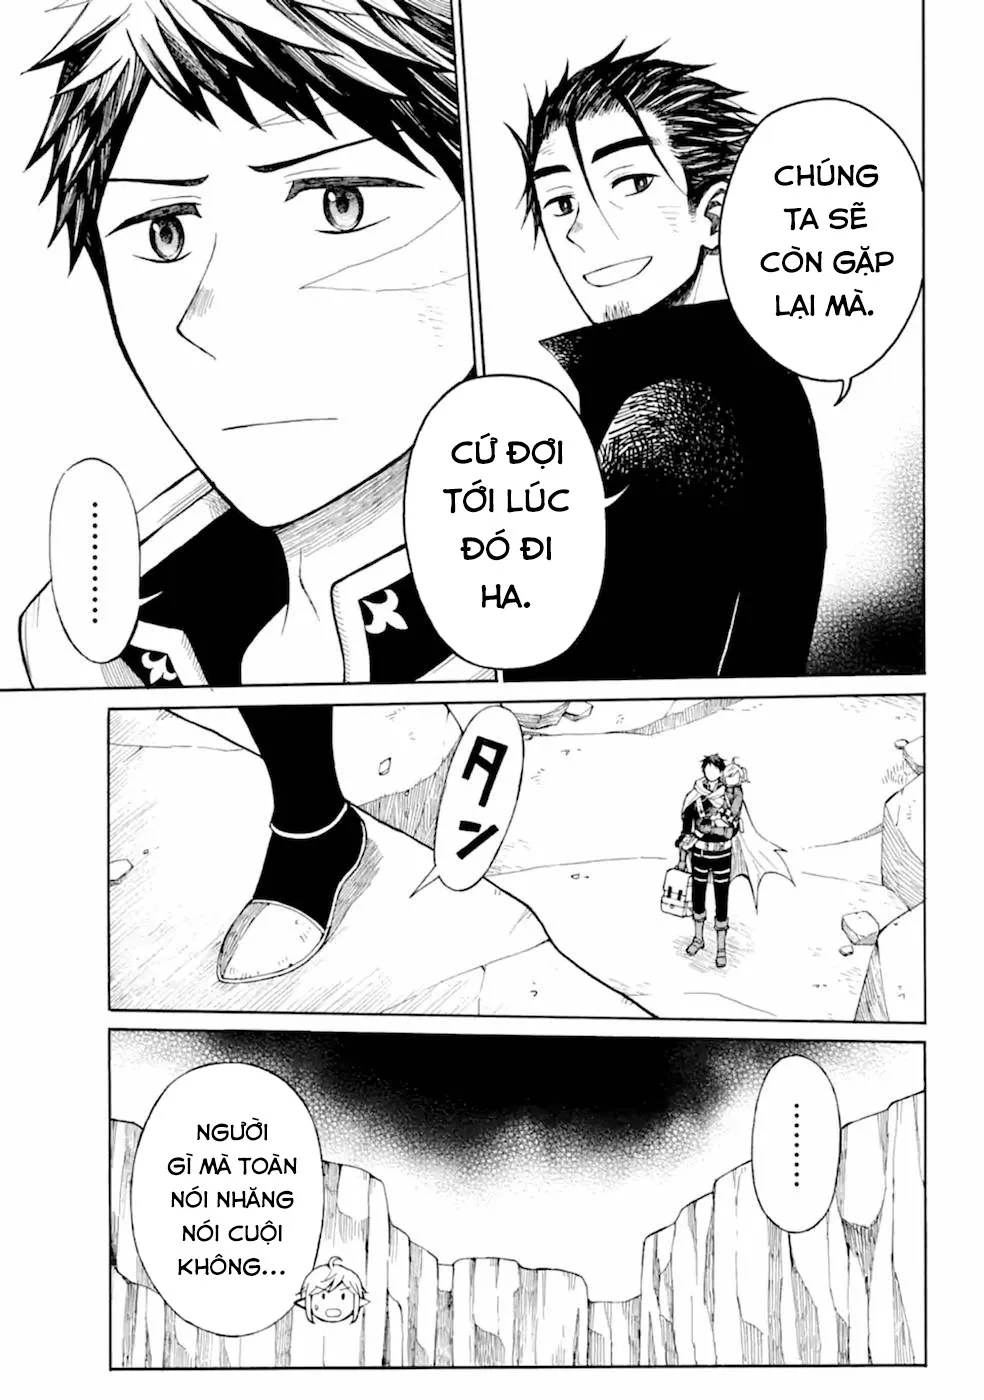 CHÚNG
TA SẼ
CÒN GẶP
LẠI MÀ.
CỨ ĐỢI
TỚI LÚC
ĐÓ ĐI
HA.
..........
タン
.........
NGƯỜI
GÌ MÀ TOÀN
NÓI NHĂNG
NÓI CUỘI
KHÔNG...